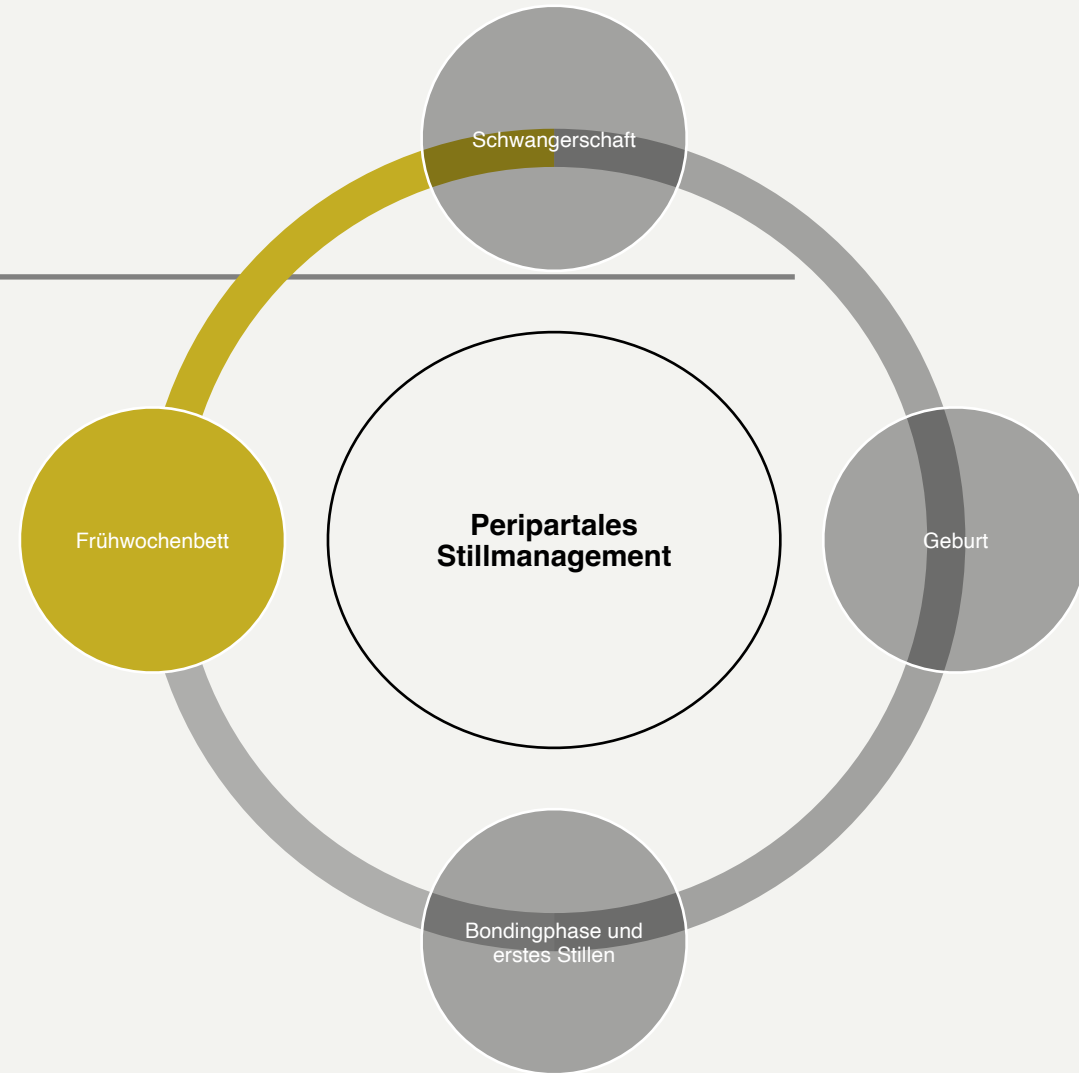 Schwangerschaft
Frühwochenbett
Peripartales
Stillmanagement
Geburt
Bondingphase und
erstes Stillen